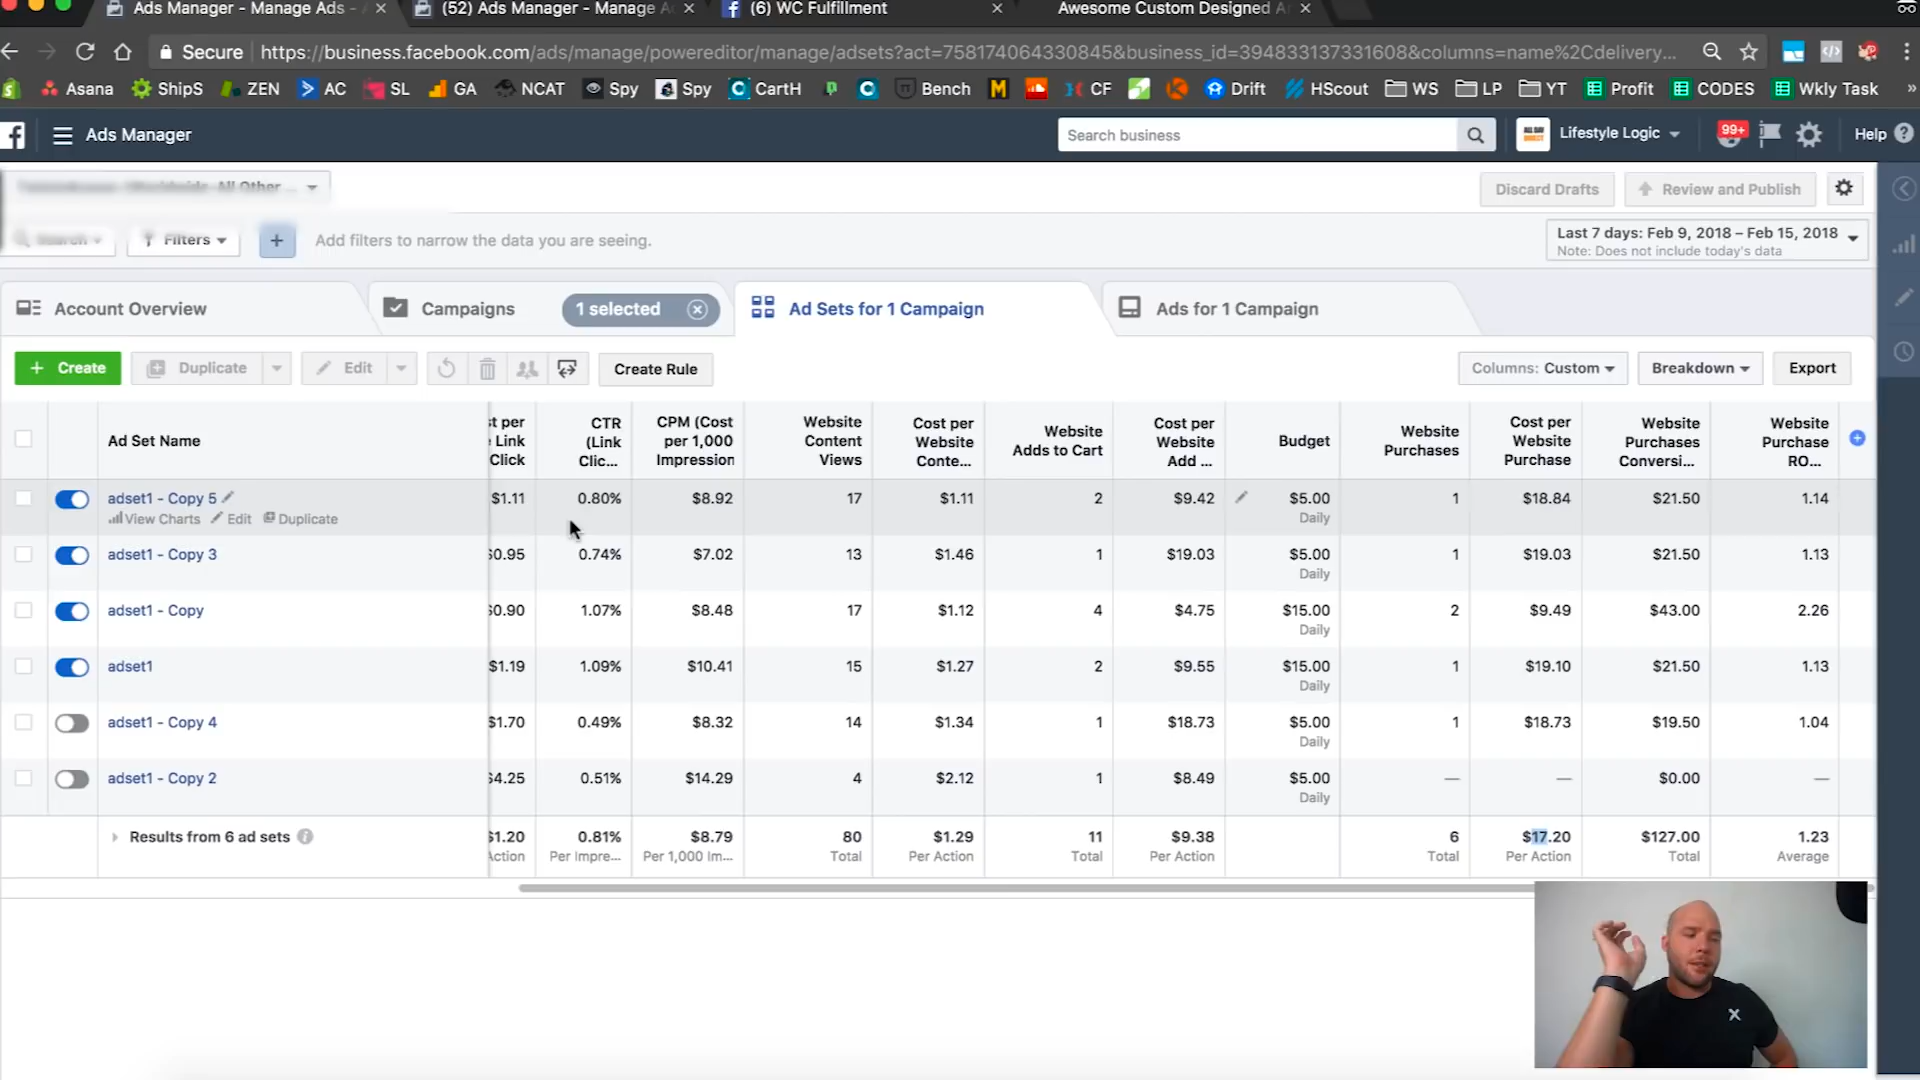 Ads Manager - Manage Ads -
(52) Ads Manager - Manage A
(6) WC Fulfillment
Awesome Custom Designed Ar
Secure https://business.facebook.com/ads/manage/powereditor/manage/adsets?act=758174064330845&business_id=394833137331608&columns=name%2Cdelivery...
Asana ShipS ZEN AC SL GA NCAT Spy Spy CartH Bench CF Drift HScout WS LP YT Profit CODES Wkly Task »
Ads Manager Search business Lifestyle Logic 99+ Help
All Other ... Discard Drafts Review and Publish
Search Filters + Add filters to narrow the data you are seeing. Last 7 days: Feb 9, 2018 – Feb 15, 2018
Note: Does not include today's data
Account Overview Campaigns 1 selected Ad Sets for 1 Campaign Ads for 1 Campaign
+ Create Duplicate Edit Create Rule Columns: Custom Breakdown Export
Ad Set Name
t per
Link
Click
CTR
(Link
Clic...
CPM (Cost
per 1,000
Impression
Website
Content
Views
Cost per
Website
Conte...
Website
Adds to Cart
Cost per
Website
Add ...
Budget
Website
Purchases
Cost per
Website
Purchase
Website
Purchases
Conversi...
Website
Purchase
RO...
adset1 - Copy 5 $1.11 0.80% $8.92 17 $1.11 2 $9.42 $5.00 1 $18.84 $21.50 1.14
View Charts Edit Duplicate Daily
adset1 - Copy 3 $0.95 0.74% $7.02 13 $1.46 1 $19.03 $5.00 1 $19.03 $21.50 1.13
Daily
adset1 - Copy $0.90 1.07% $8.48 17 $1.12 4 $4.75 $15.00 2 $9.49 $43.00 2.26
Daily
adset1 $1.19 1.09% $10.41 15 $1.27 2 $9.55 $15.00 1 $19.10 $21.50 1.13
Daily
adset1 - Copy 4 $1.70 0.49% $8.32 14 $1.34 1 $18.73 $5.00 1 $18.73 $19.50 1.04
Daily
adset1 - Copy 2 $4.25 0.51% $14.29 4 $2.12 1 $8.49 $5.00 — — $0.00 —
Daily
Results from 6 ad sets $1.20 0.81% $8.79 80 $1.29 11 $9.38 6 $17.20 $127.00 1.23
Action Per Impre... Per 1,000 Im... Total Per Action Total Per Action Total Per Action Total Average
X